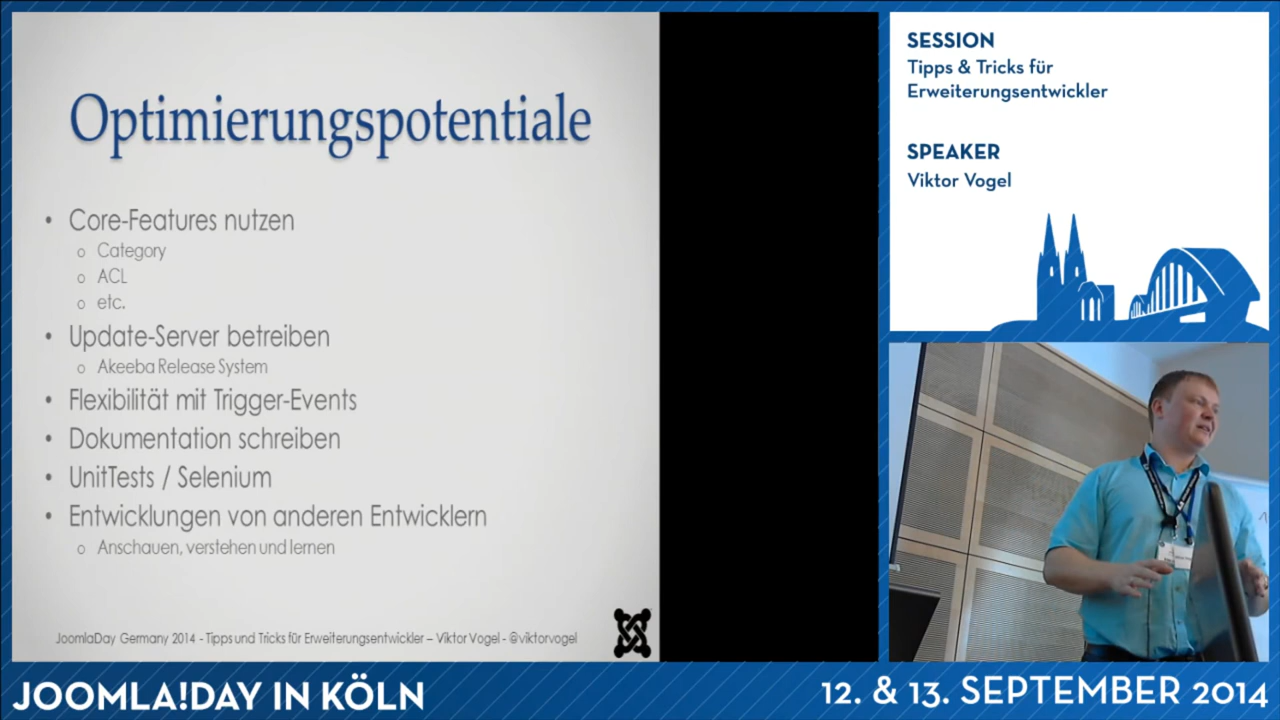 Optimierungspotentiale
• Core-Features nutzen
o Category
o ACL
o etc.
• Update-Server betreiben
o Akeeba Release System
• Flexibilität mit Trigger-Events
• Dokumentation schreiben
• UnitTests / Selenium
• Entwicklungen von anderen Entwicklern
o Anschauen, verstehen und lernen
JoomlaDay Germany 2014 - Tipps und Tricks für Erweiterungsentwickler – Viktor Vogel - @viktorvogel
SESSION
Tipps & Tricks für
Erweiterungsentwickler
SPEAKER
Viktor Vogel
JOOMLA!DAY IN KÖLN
12. & 13. SEPTEMBER 2014